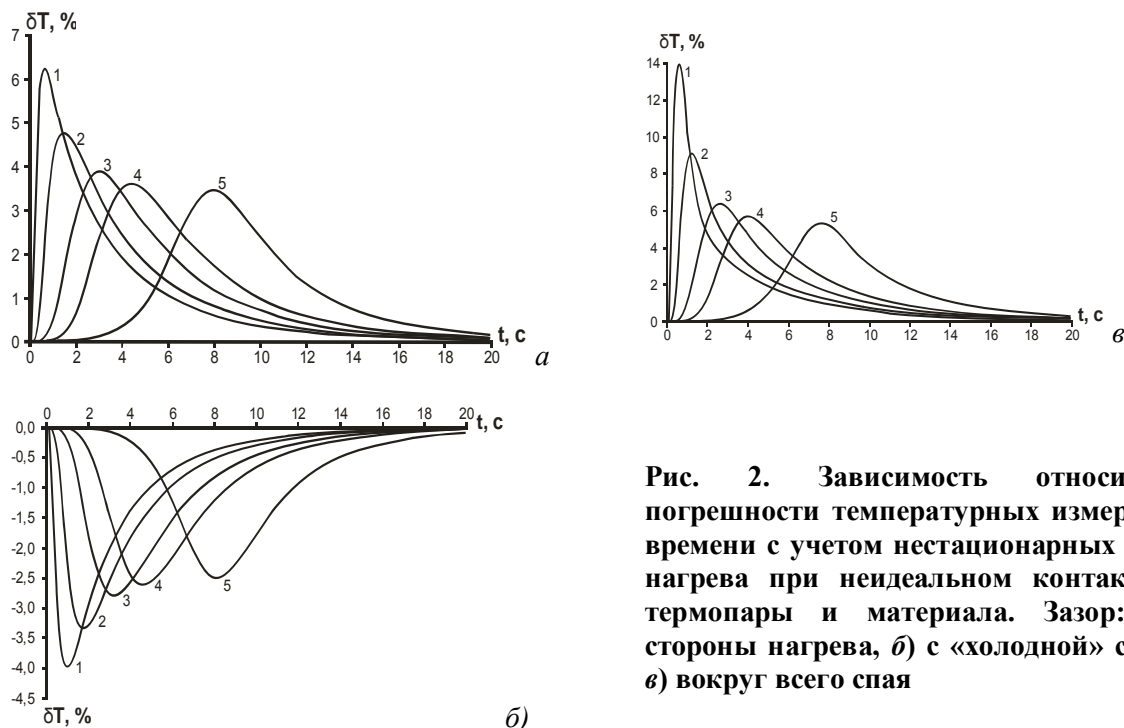 δT, %
7
6
5
4
3
2
1
0
1
2
3
4
5
0 2 4 6 8 10 12 14 16 18 20
t, c
а
δT, %
14
12
10
8
6
4
2
0
1
2
3
4
5
0 2 4 6 8 10 12 14 16 18 20
t, c
в
0 2 4 6 8 10 12 14 16 18 20
t, c
0,0
-0,5
-1,0
-1,5
-2,0
-2,5
-3,0
-3,5
-4,0
-4,5
5
4
3
2
1
δT, %
б)
Рис. 2. Зависимость относи
погрешности температурных измер
времени с учетом нестационарных
нагрева при неидеальном контак
термопары и материала. Зазор:
стороны нагрева, б) с «холодной» с
в) вокруг всего спая